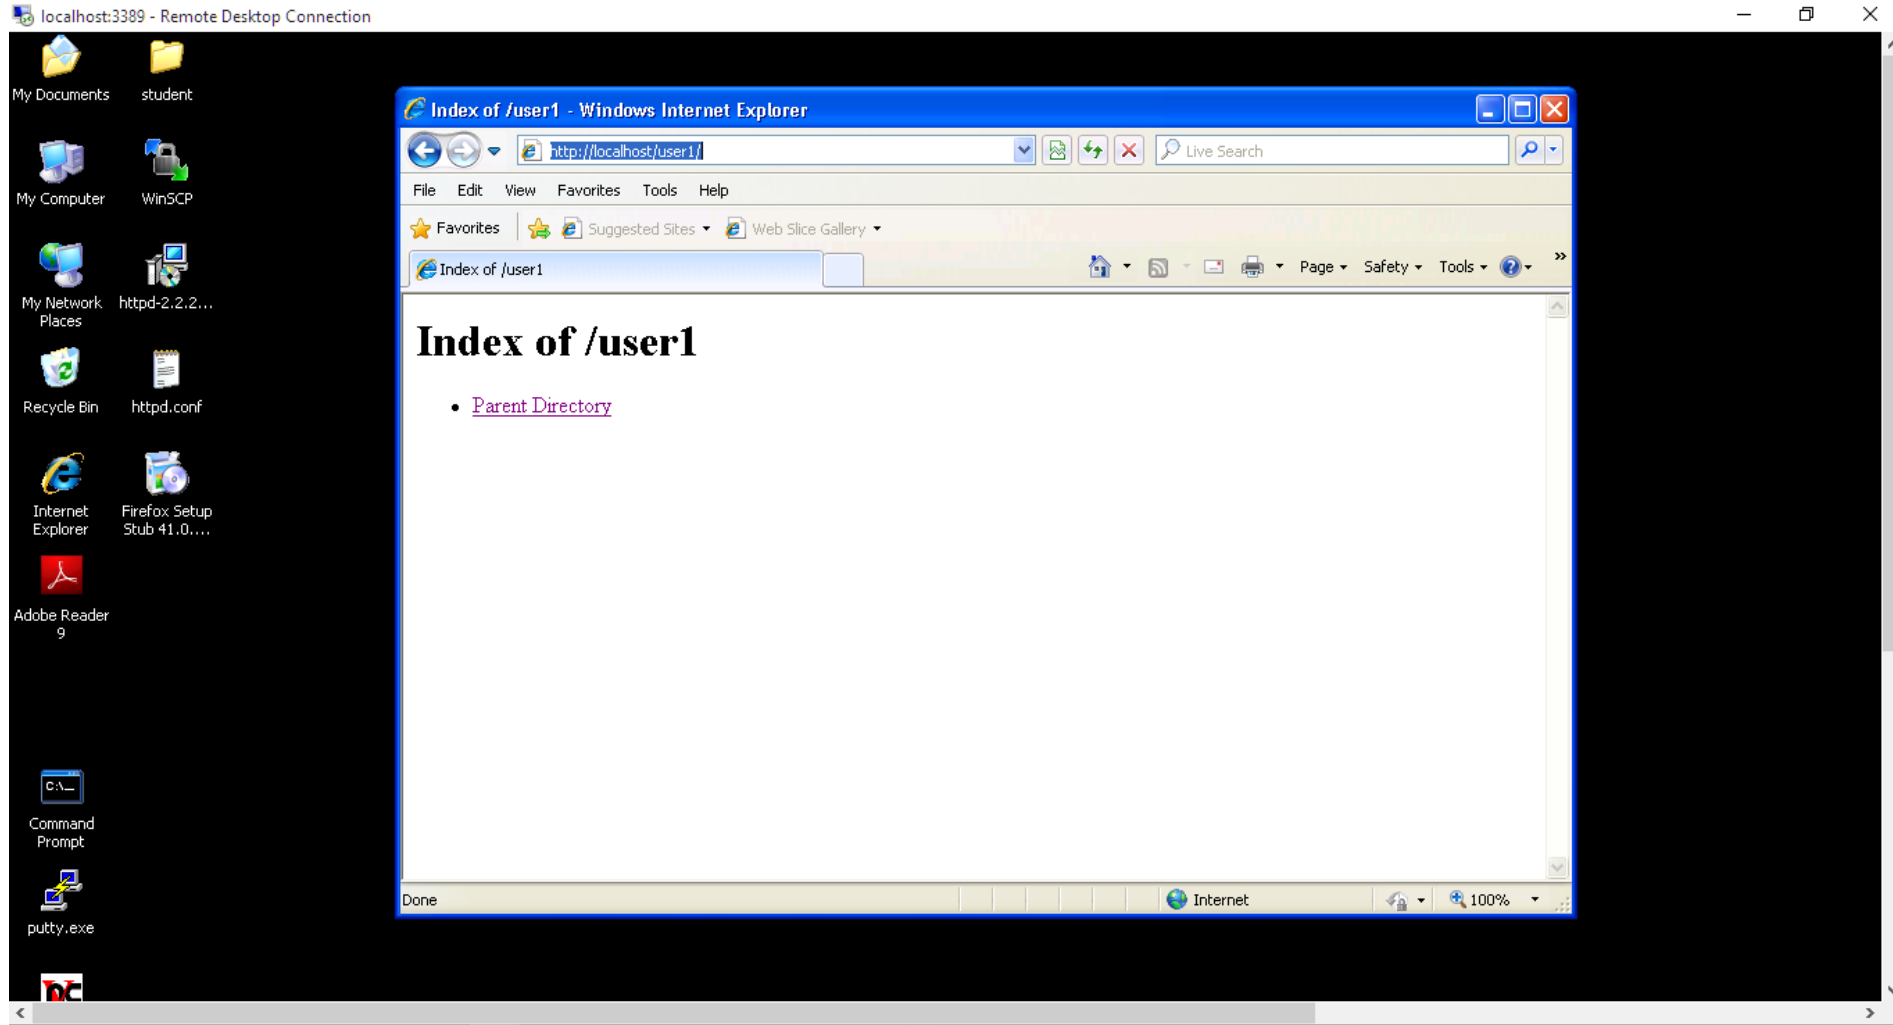 localhost:3389 - Remote Desktop Connection
My Documents
student
My Computer
WinSCP
My Network
Places
httpd-2.2.2...
Recycle Bin
httpd.conf
Internet
Explorer
Firefox Setup
Stub 41.0....
Adobe Reader
9
C:\_
Command
Prompt
putty.exe
Index of /user1 - Windows Internet Explorer
http://localhost/user1/
Live Search
File Edit View Favorites Tools Help
Favorites Suggested Sites Web Slice Gallery
Index of /user1
Page Safety Tools »
Index of /user1
• Parent Directory
Done Internet 100%